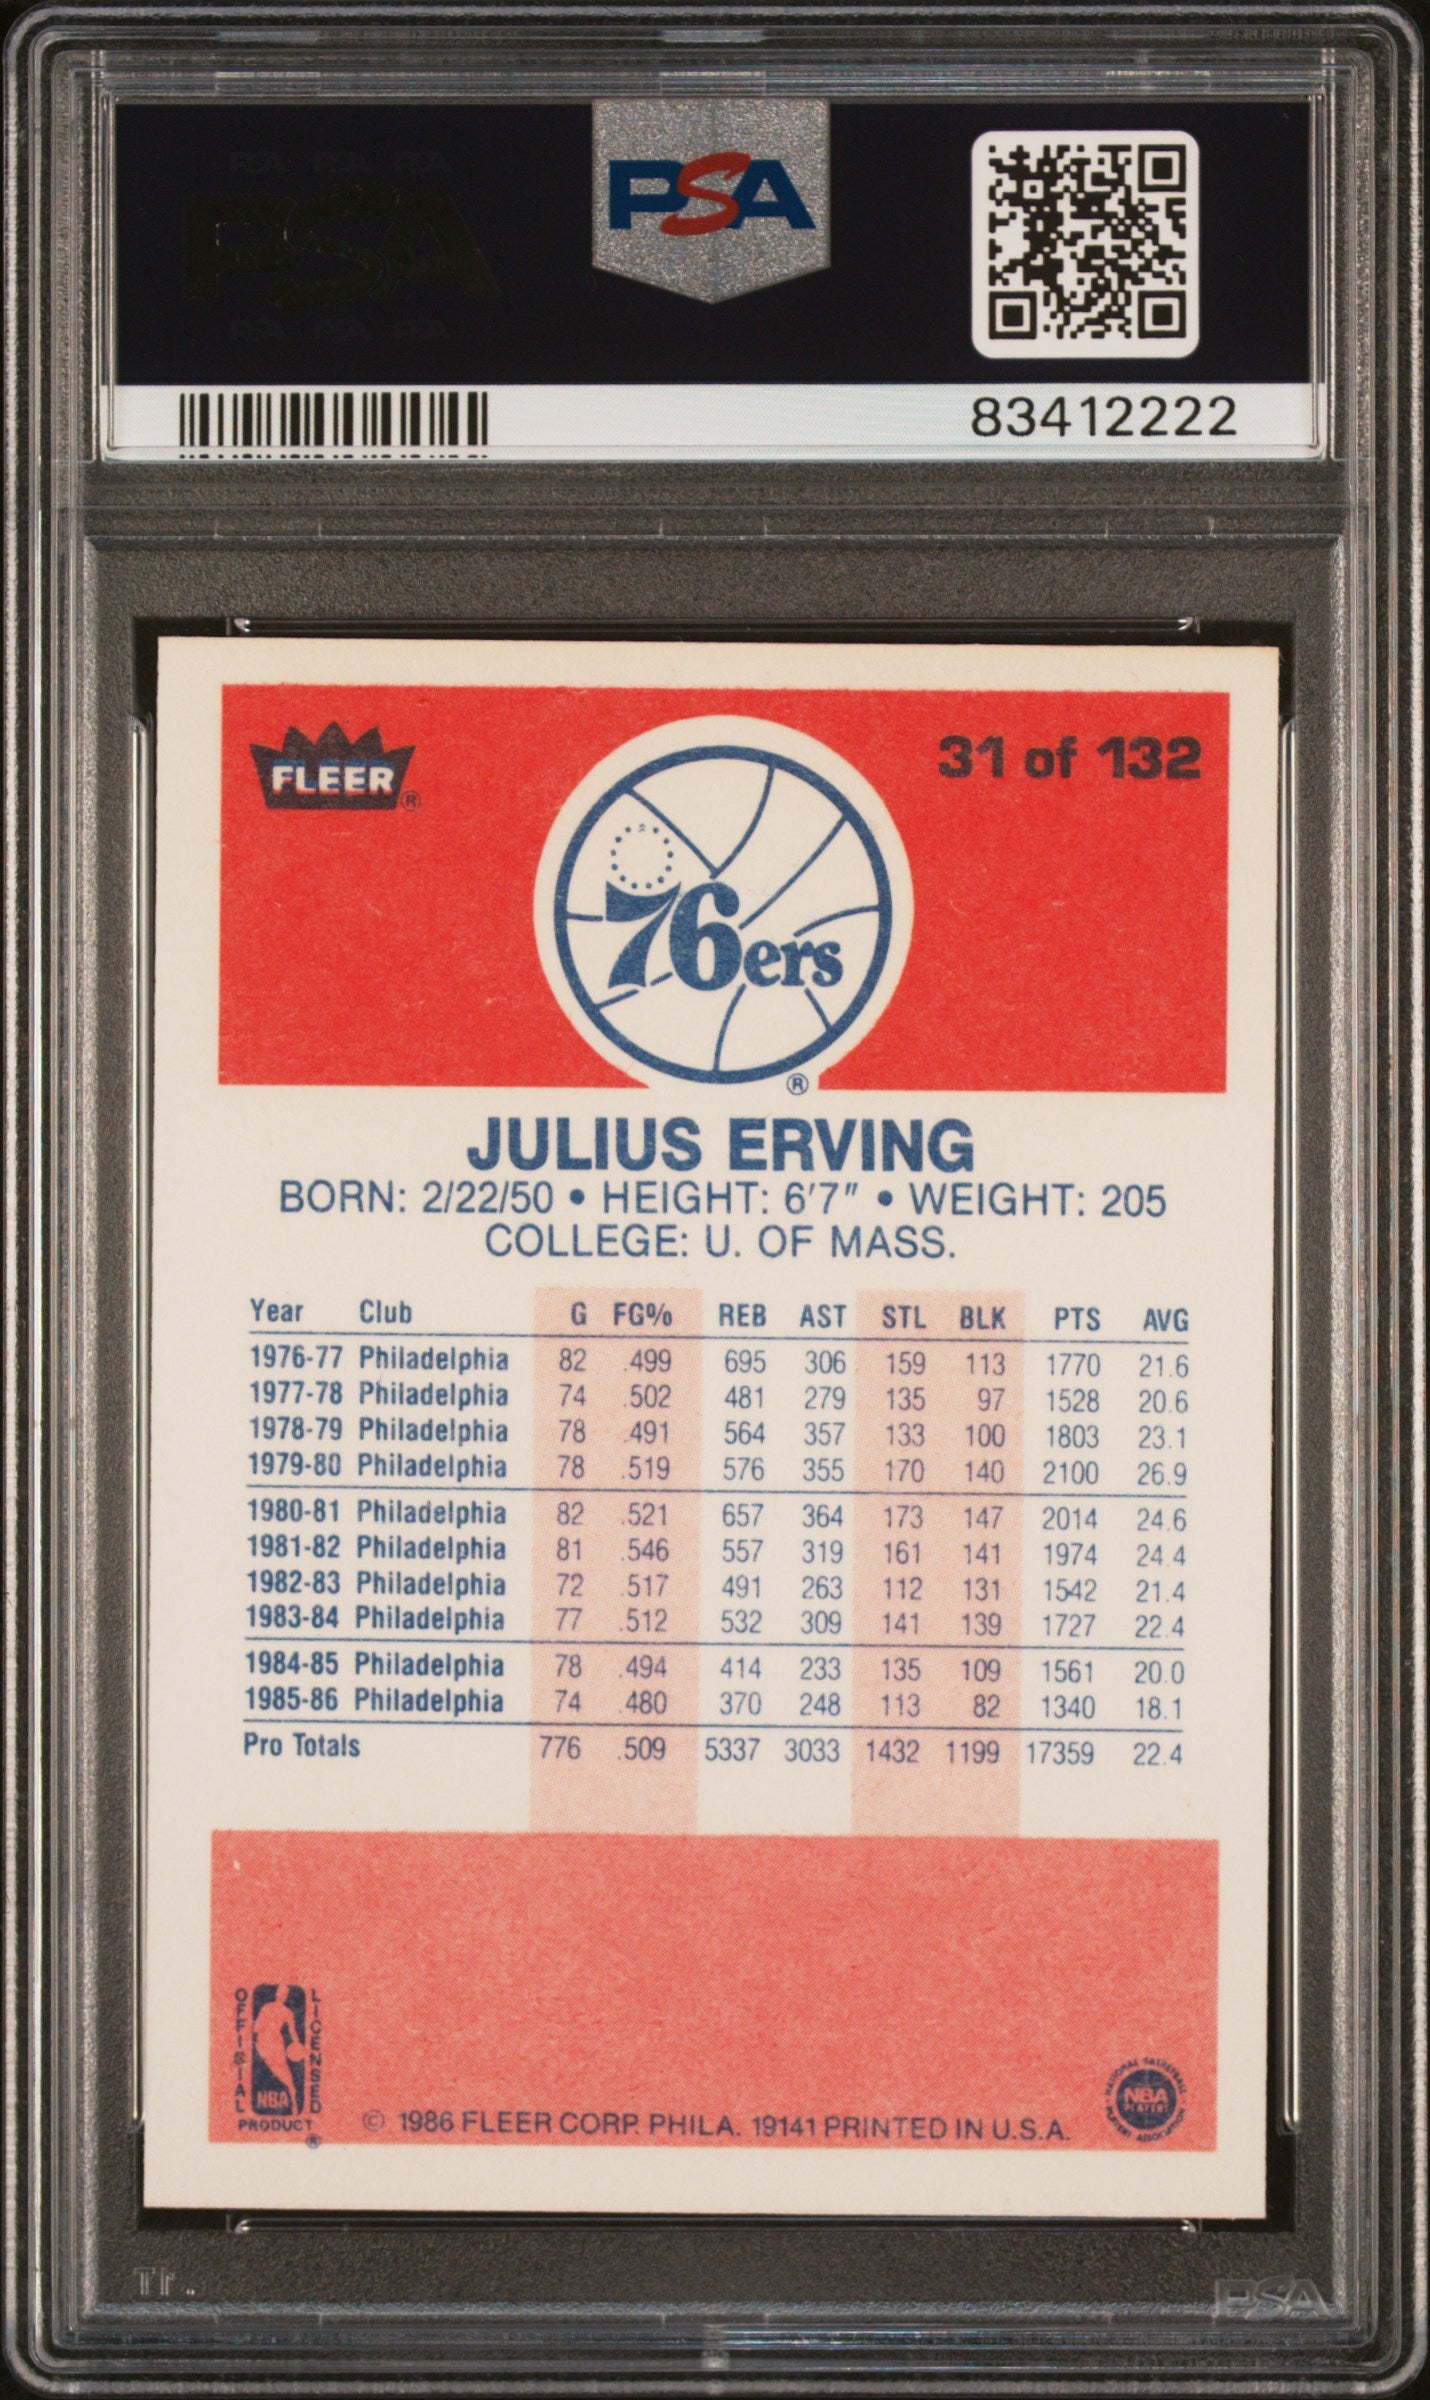 PSA
83412222
FLEER®
31 of 132
76ers®
JULIUS ERVING
BORN: 2/22/50 • HEIGHT: 6'7" • WEIGHT: 205
COLLEGE: U. OF MASS.
Year Club G FG% REB AST STL BLK PTS AVG
1976-77 Philadelphia 82 .499 695 306 159 113 1770 21.6
1977-78 Philadelphia 74 .502 481 279 135 97 1528 20.6
1978-79 Philadelphia 78 .491 564 357 133 100 1803 23.1
1979-80 Philadelphia 78 .519 576 355 170 140 2100 26.9
1980-81 Philadelphia 82 .521 657 364 173 147 2014 24.6
1981-82 Philadelphia 81 .546 557 319 161 141 1974 24.4
1982-83 Philadelphia 72 .517 491 263 112 131 1542 21.4
1983-84 Philadelphia 77 .512 532 309 141 139 1727 22.4
1984-85 Philadelphia 78 .494 414 233 135 109 1561 20.0
1985-86 Philadelphia 74 .480 370 248 113 82 1340 18.1
Pro Totals 776 .509 5337 3033 1432 1199 17359 22.4
OFFICIAL LICENSED
NBA
PRODUCT®
© 1986 FLEER CORP. PHILA. 19141 PRINTED IN U.S.A.
NATIONAL BASKETBALL
NBA
PLAYERS
PLAYERS ASSOCIATION
PSA